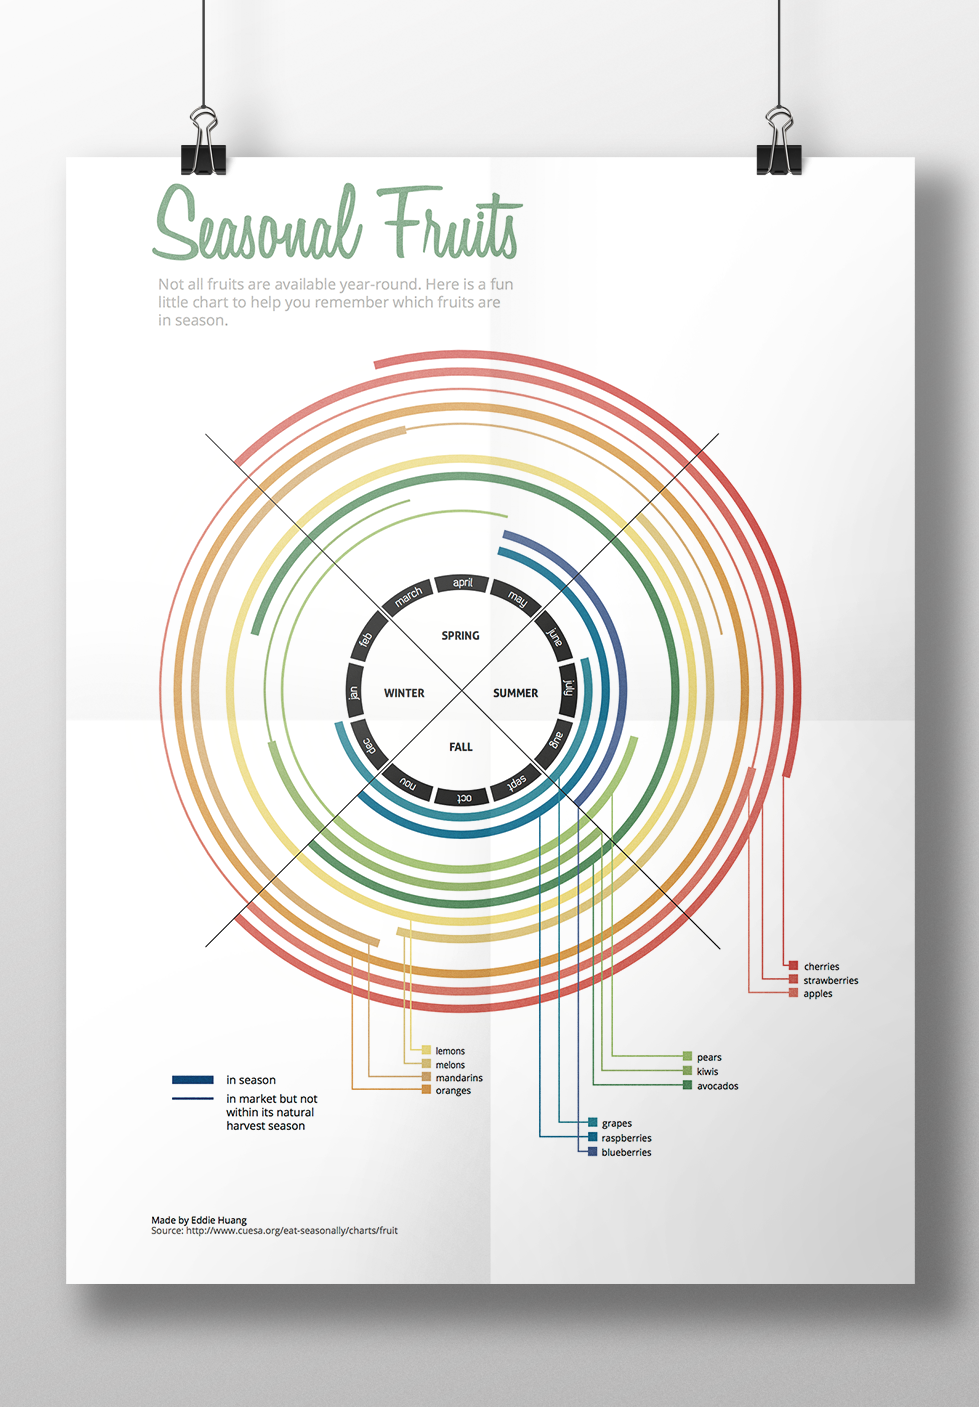 Seasonal Fruits
Not all fruits are available year-round. Here is a fun
little chart to help you remember which fruits are
in season.
april
may
june
july
aug
sept
oct
nov
dec
jan
feb
march
SPRING
WINTER
SUMMER
FALL
cherries
strawberries
apples
lemons
melons
mandarins
oranges
pears
kiwis
avocados
grapes
raspberries
blueberries
in season
in market but not
within its natural
harvest season
Made by Eddie Huang
Source: http://www.cuesa.org/eat-seasonally/charts/fruit